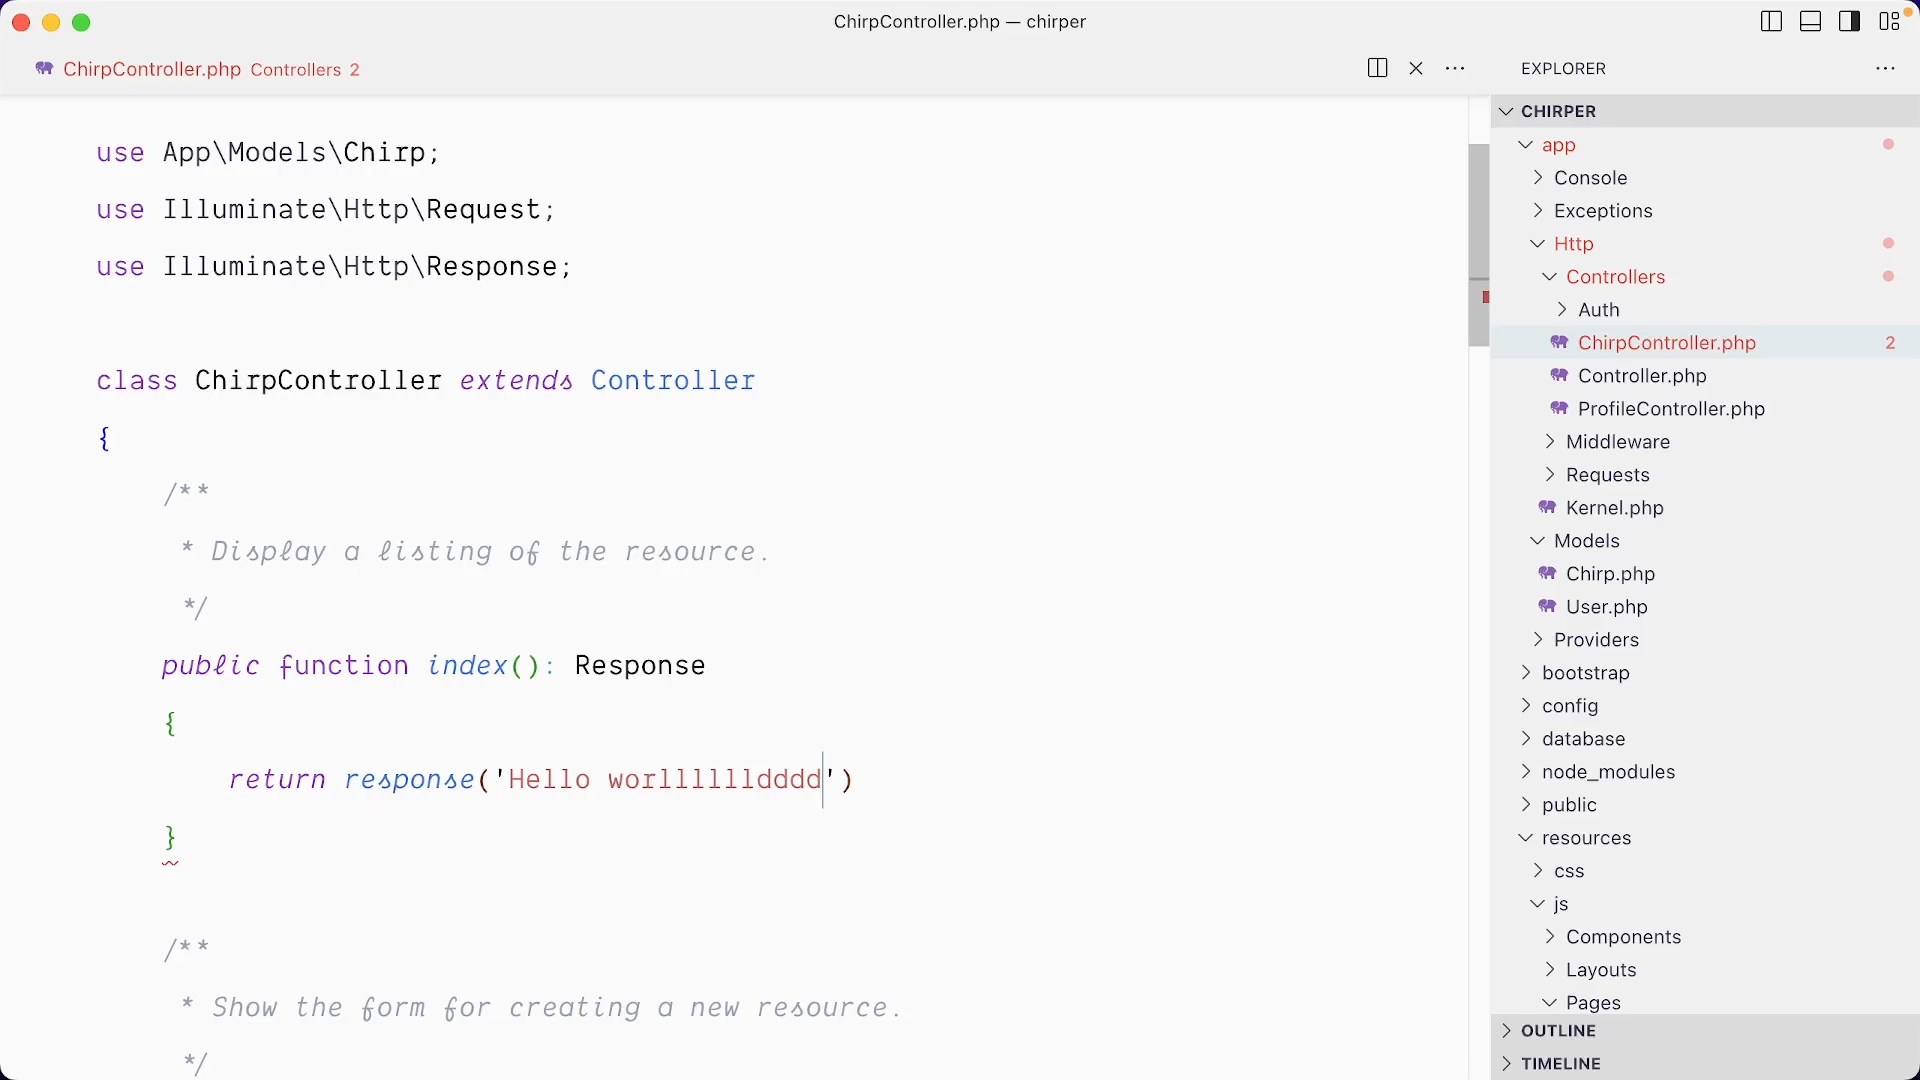 ChirpController.php — chirper
ChirpController.php Controllers 2
use App\Models\Chirp;
use Illuminate\Http\Request;
use Illuminate\Http\Response;
class ChirpController extends Controller
{
/**
* Display a listing of the resource.
*/
public function index(): Response
{
return response('Hello worlllllldddd')
}
/**
* Show the form for creating a new resource.
*/
EXPLORER
CHIRPER
app
Console
Exceptions
Http
Controllers
Auth
ChirpController.php 2
Controller.php
ProfileController.php
Middleware
Requests
Kernel.php
Models
Chirp.php
User.php
Providers
bootstrap
config
database
node_modules
public
resources
css
js
Components
Layouts
Pages
OUTLINE
TIMELINE